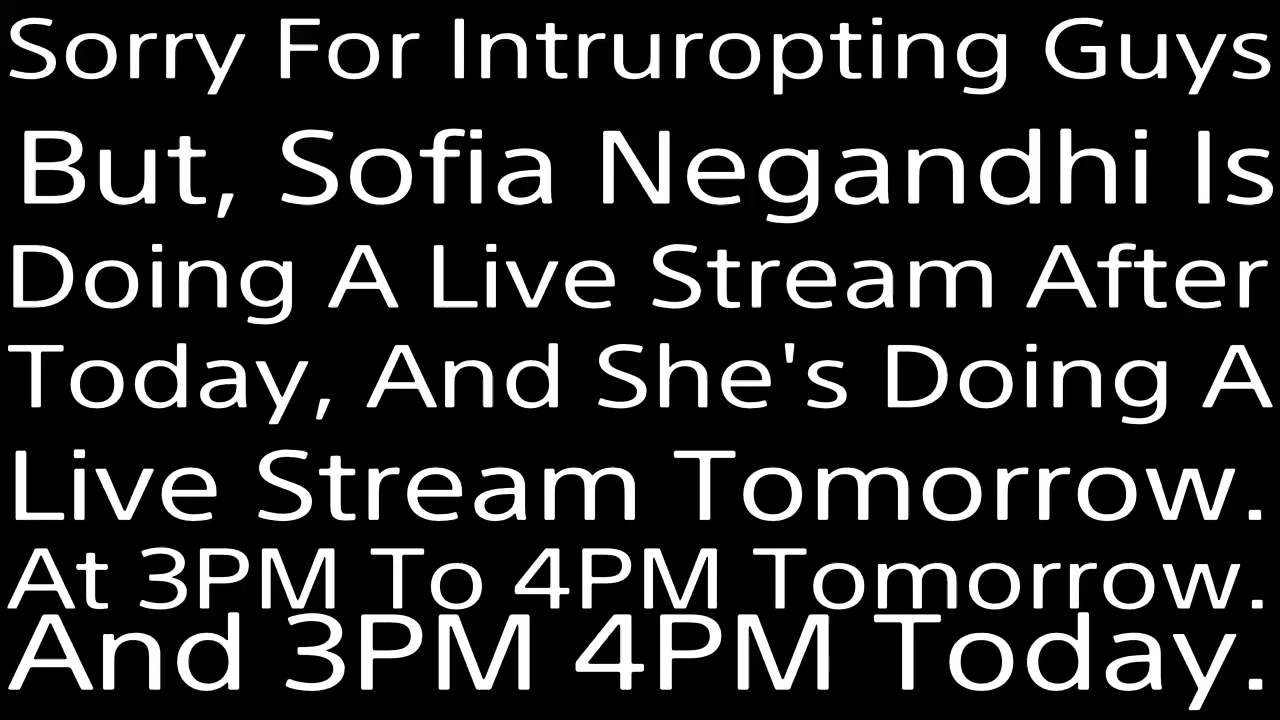 Sorry For Intruropting Guys
But, Sofia Negandhi Is
Doing A Live Stream After
Today, And She's Doing A
Live Stream Tomorrow.
At 3PM To 4PM Tomorrow.
And 3PM 4PM Today.